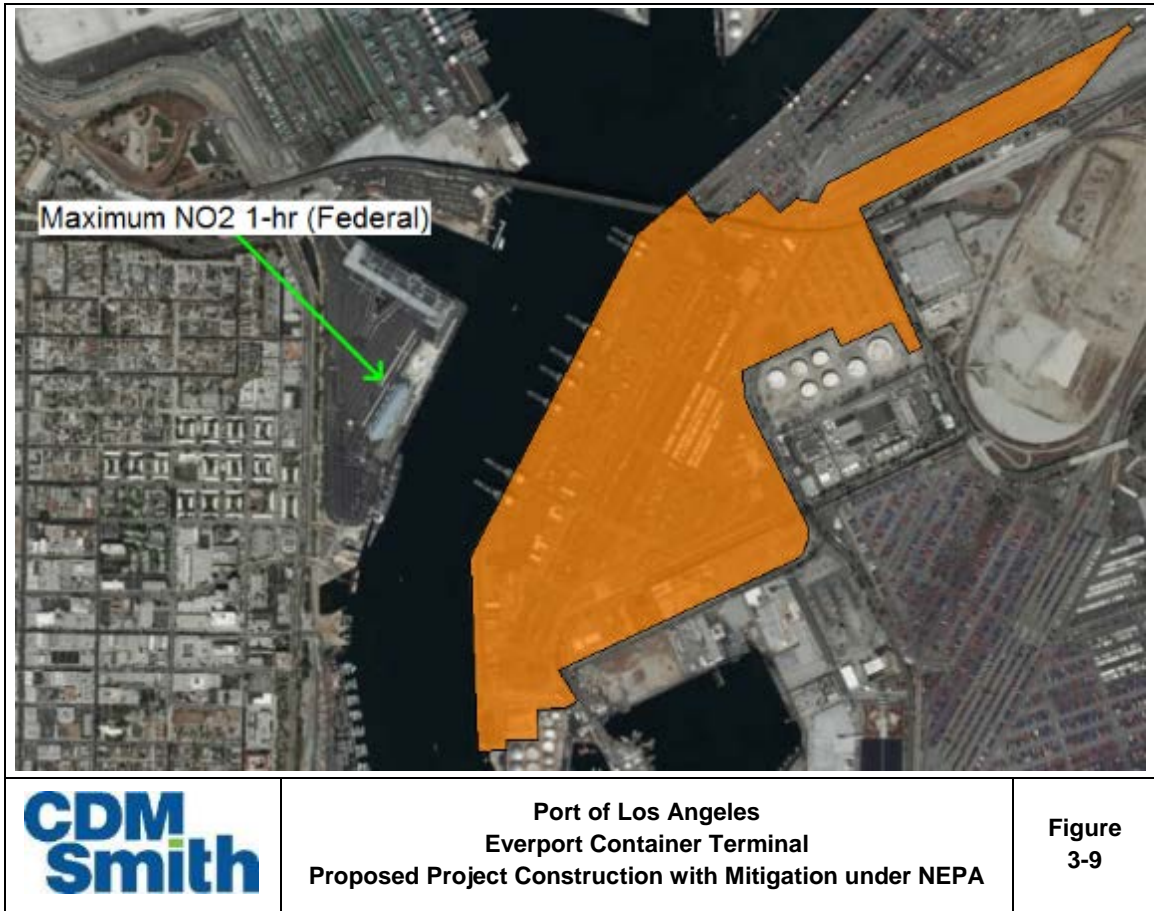 Maximum NO2 1-hr (Federal)
CDM
Smith
Port of Los Angeles
Everport Container Terminal
Proposed Project Construction with Mitigation under NEPA
Figure
3-9